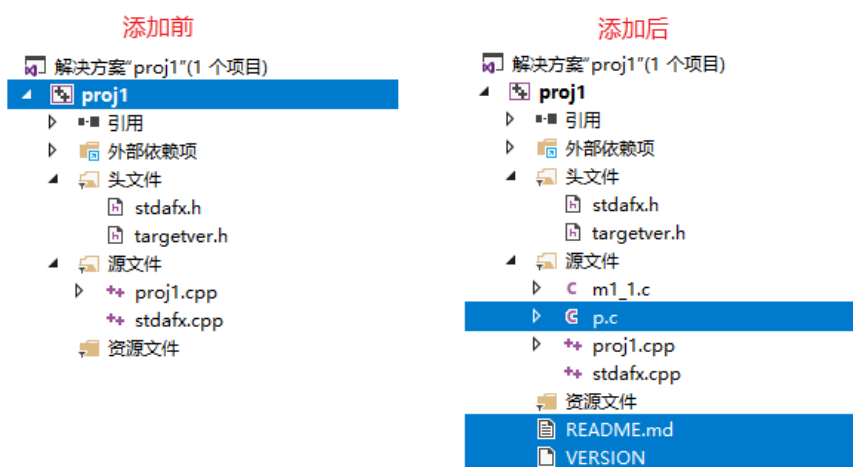 添加前
解决方案"proj1"(1 个项目)
proj1
引用
外部依赖项
头文件
stdafx.h
targetver.h
源文件
proj1.cpp
stdafx.cpp
资源文件
添加后
解决方案"proj1"(1 个项目)
proj1
引用
外部依赖项
头文件
stdafx.h
targetver.h
源文件
m1_1.c
p.c
proj1.cpp
stdafx.cpp
资源文件
README.md
VERSION